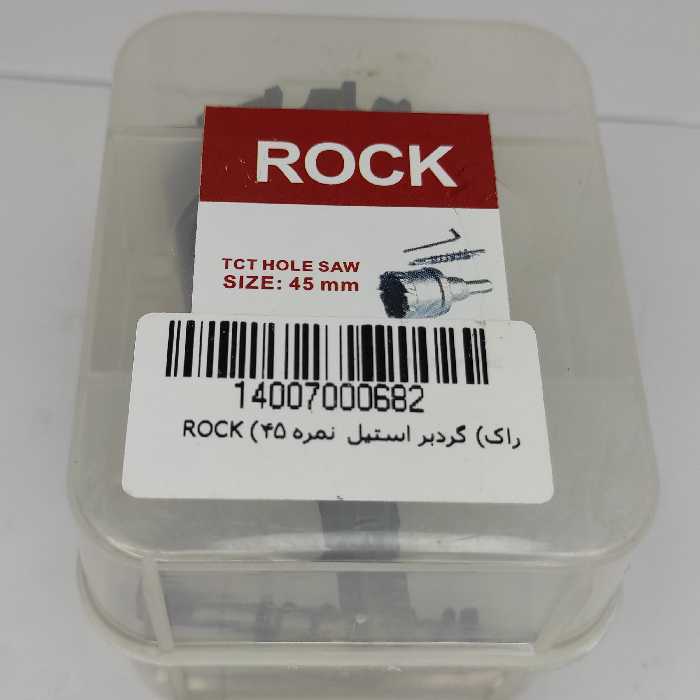 ROCK
TCT HOLE SAW
SIZE: 45 mm
14007000682
راک) گردبر استیل نمره ۴۵) ROCK